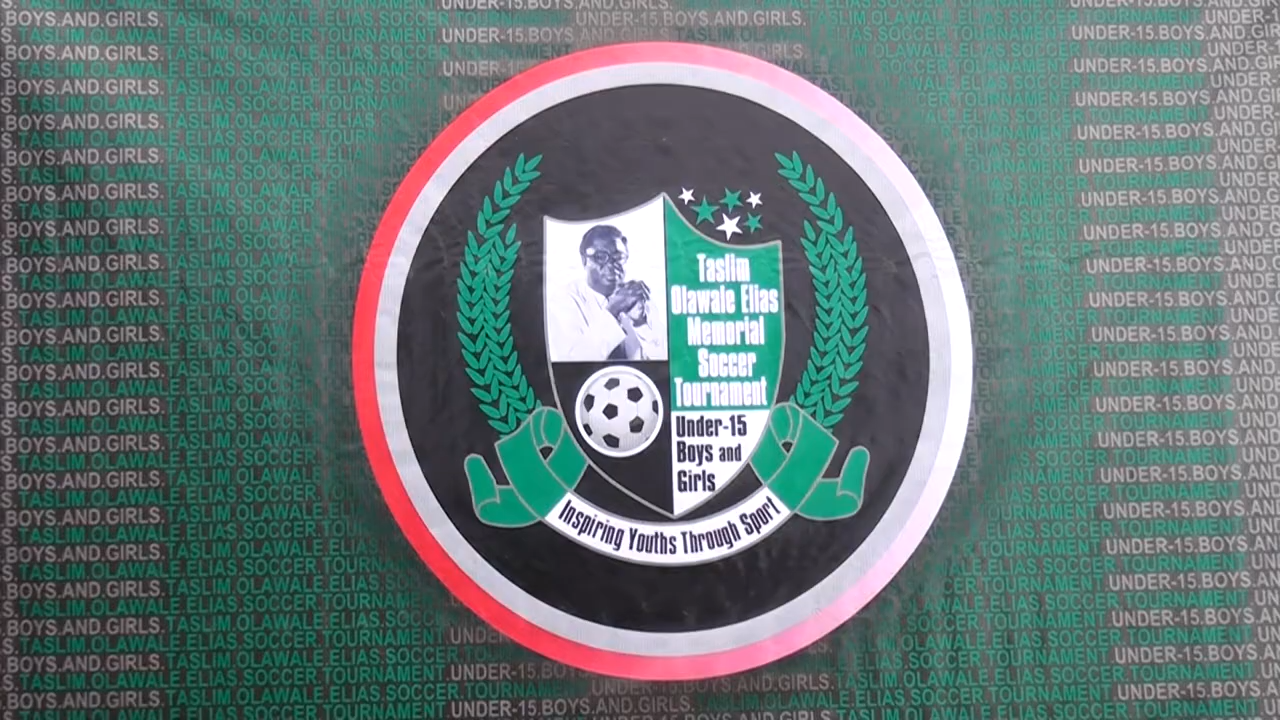 Taslim
Olawale Elias
Memorial
Soccer
Tournament
Under-15
Boys and
Girls
Inspiring Youths Through Sport
UNDER-15.BOYS.AND.GIRLS.
TASLIM.OLAWALE.ELIAS.SOCCER.TOURNAMENT